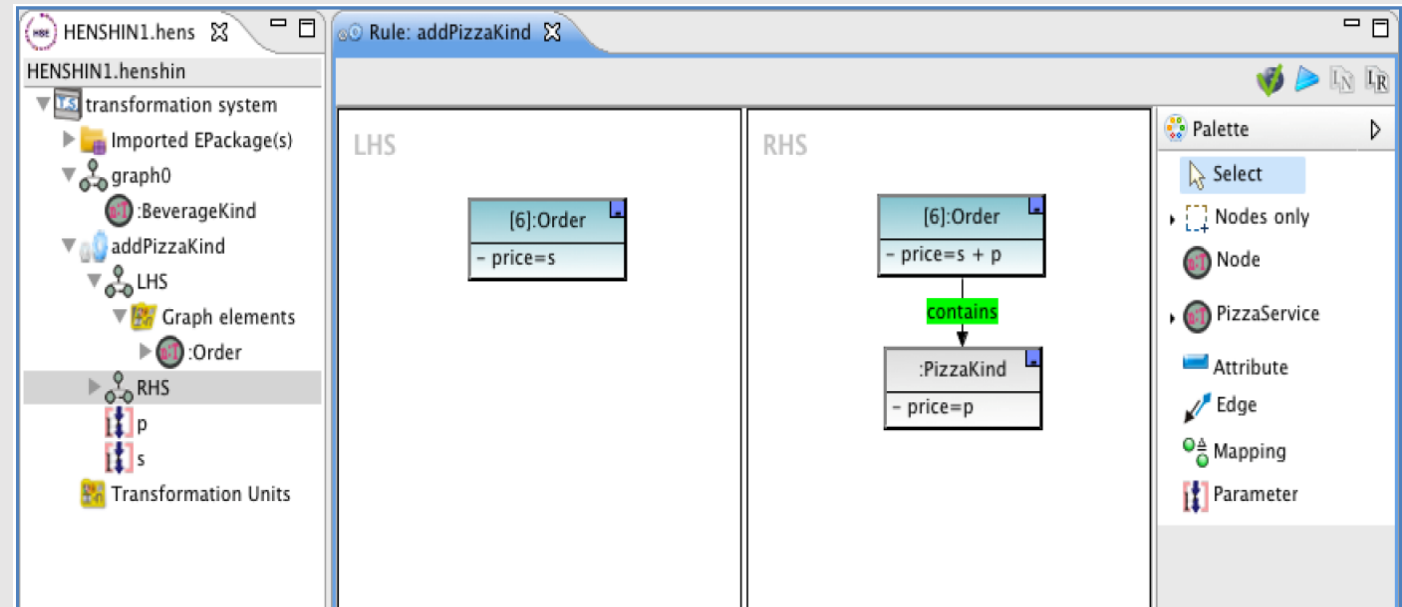 HENSHIN1.hens
HENSHIN1.henshin
transformation system
Imported EPackage(s)
graph0
:BeverageKind
addPizzaKind
LHS
Graph elements
:Order
RHS
p
s
Transformation Units
Rule: addPizzaKind
LHS
[6]:Order
- price=s
RHS
[6]:Order
- price=s + p
contains
:PizzaKind
- price=p
Palette
Select
Nodes only
Node
PizzaService
Attribute
Edge
Mapping
Parameter